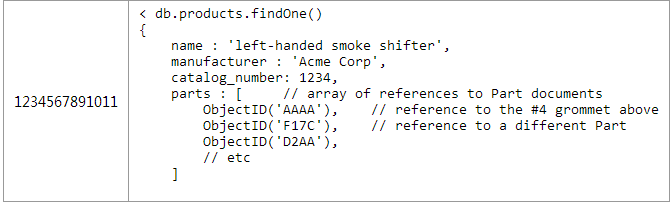 1234567891011
< db.products.findOne()
{
    name : 'left-handed smoke shifter',
    manufacturer : 'Acme Corp',
    catalog_number: 1234,
    parts : [     // array of references to Part documents
        ObjectID('AAAA'),    // reference to the #4 grommet above
        ObjectID('F17C'),    // reference to a different Part
        ObjectID('D2AA'),
        // etc
    ]